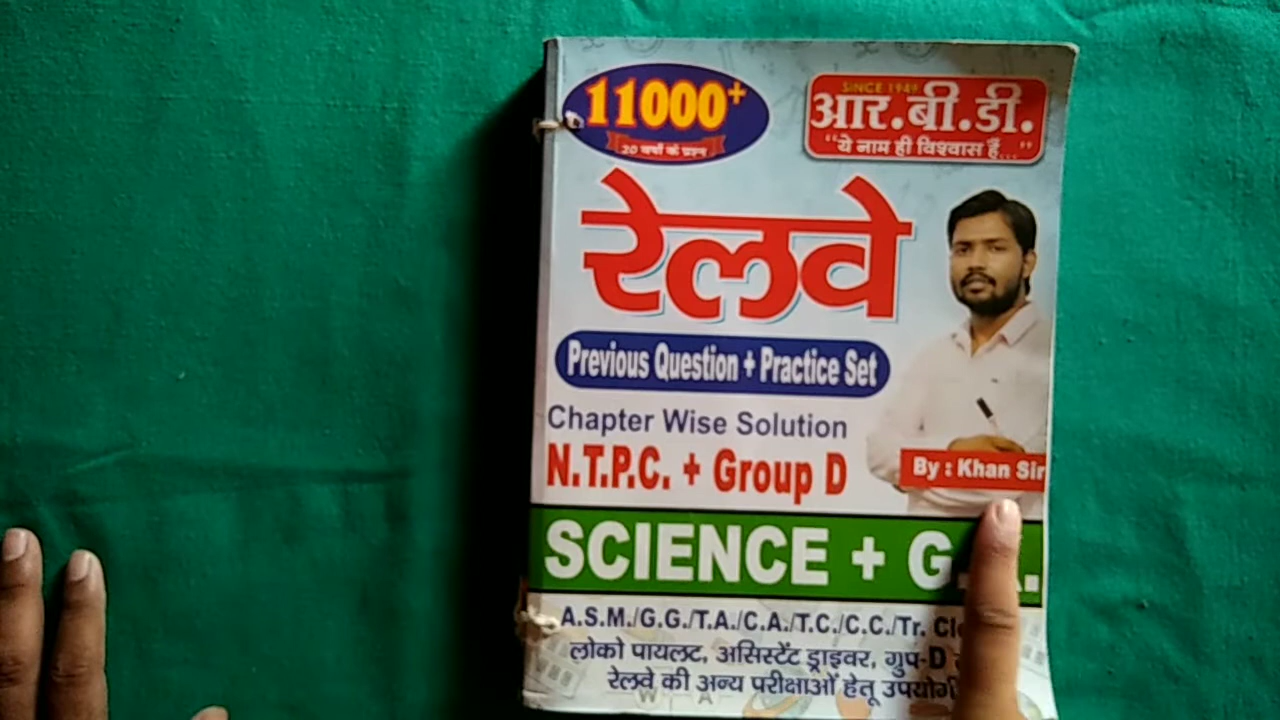 11000+
20 वर्षो के प्रश्न
SINCE 1949
आर.बी.डी.
"ये नाम ही विश्वास हैं..."
रेलवे
Previous Question + Practice Set
Chapter Wise Solution
N.T.P.C. + Group D
By : Khan Sir
SCIENCE + G.
A.S.M./G.G./T.A./C.A./T.C./C.C./Tr.
लोको पायलट, असिस्टेंट ड्राइवर, ग्रुप-D
रेलवे की अन्य परीक्षाओं हेतू